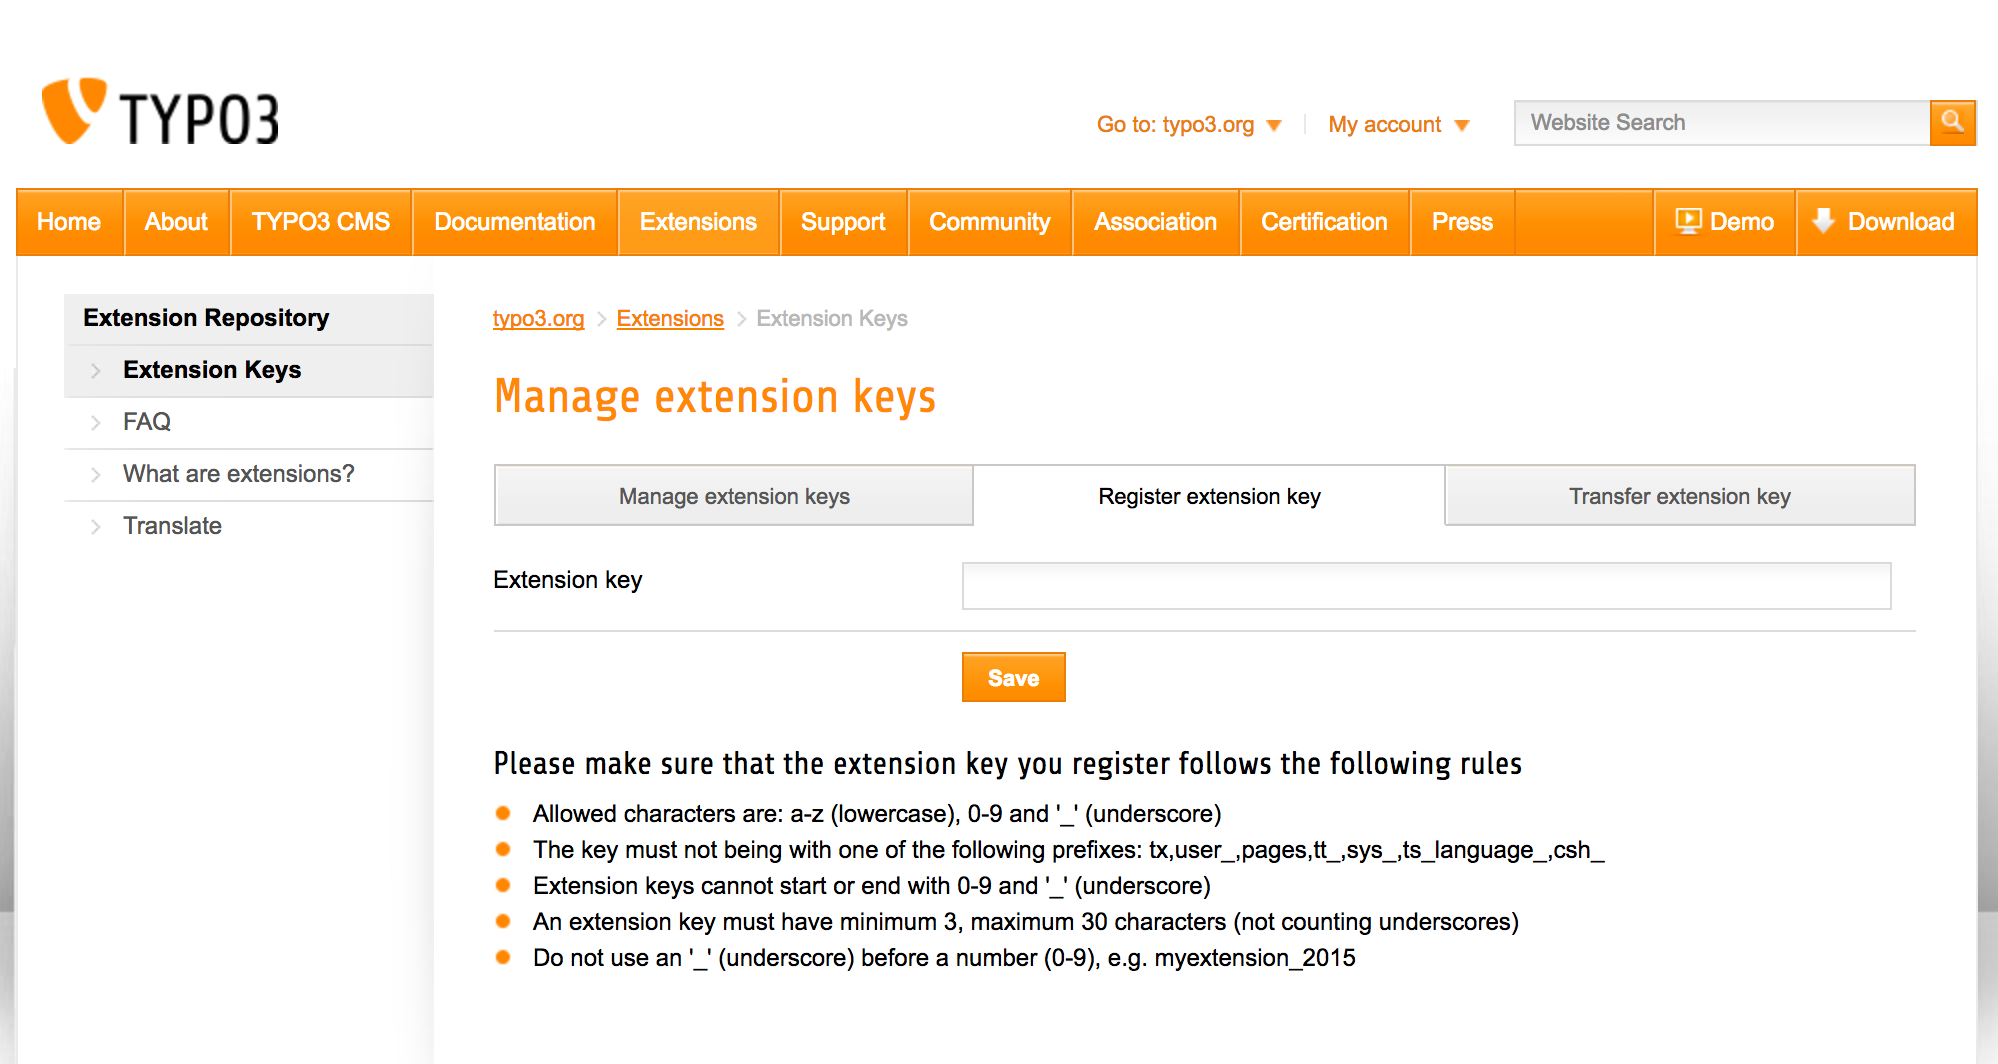 TYPO3
Go to: typo3.org
My account
Website Search
Home
About
TYPO3 CMS
Documentation
Extensions
Support
Community
Association
Certification
Press
Demo
Download
Extension Repository
Extension Keys
FAQ
What are extensions?
Translate
typo3.org > Extensions > Extension Keys
Manage extension keys
Manage extension keys
Register extension key
Transfer extension key
Extension key
Save
Please make sure that the extension key you register follows the following rules
Allowed characters are: a-z (lowercase), 0-9 and '_' (underscore)
The key must not being with one of the following prefixes: tx,user_,pages,tt_,sys_,ts_language_,csh_
Extension keys cannot start or end with 0-9 and '_' (underscore)
An extension key must have minimum 3, maximum 30 characters (not counting underscores)
Do not use an '_' (underscore) before a number (0-9), e.g. myextension_2015